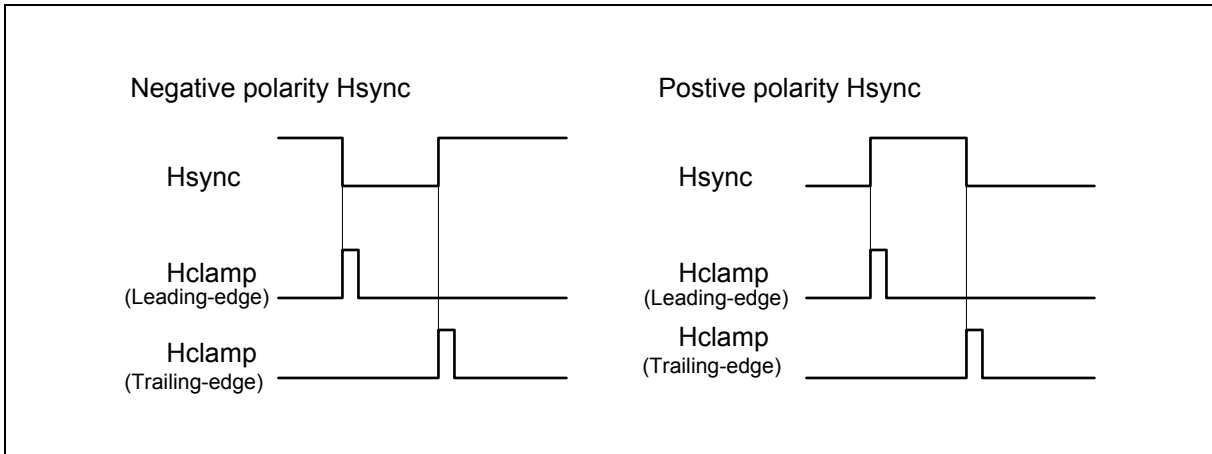 Negative polarity Hsync
Hsync
Hclamp
(Leading-edge)
Hclamp
(Trailing-edge)
Postive polarity Hsync
Hsync
Hclamp
(Leading-edge)
Hclamp
(Trailing-edge)